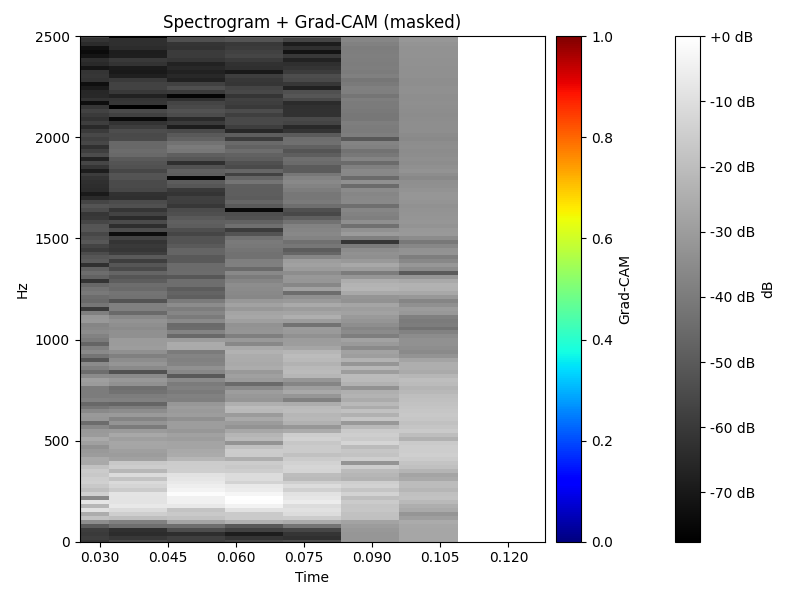 Spectrogram + Grad-CAM (masked)
2500
2000
1500
1000
500
0
Hz
0.030 0.045 0.060 0.075 0.090 0.105 0.120
Time
1.0
0.8
0.6
0.4
0.2
0.0
Grad-CAM
+0 dB
-10 dB
-20 dB
-30 dB
-40 dB
-50 dB
-60 dB
-70 dB
dB